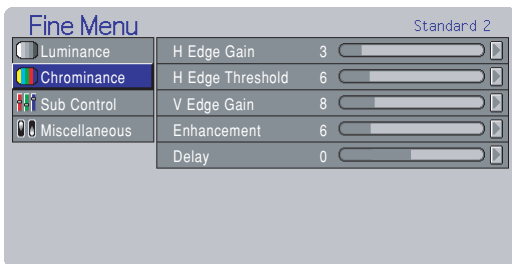 Fine Menu
Standard 2
Luminance
Chrominance
Sub Control
Miscellaneous
H Edge Gain 3
H Edge Threshold 6
V Edge Gain 8
Enhancement 6
Delay 0